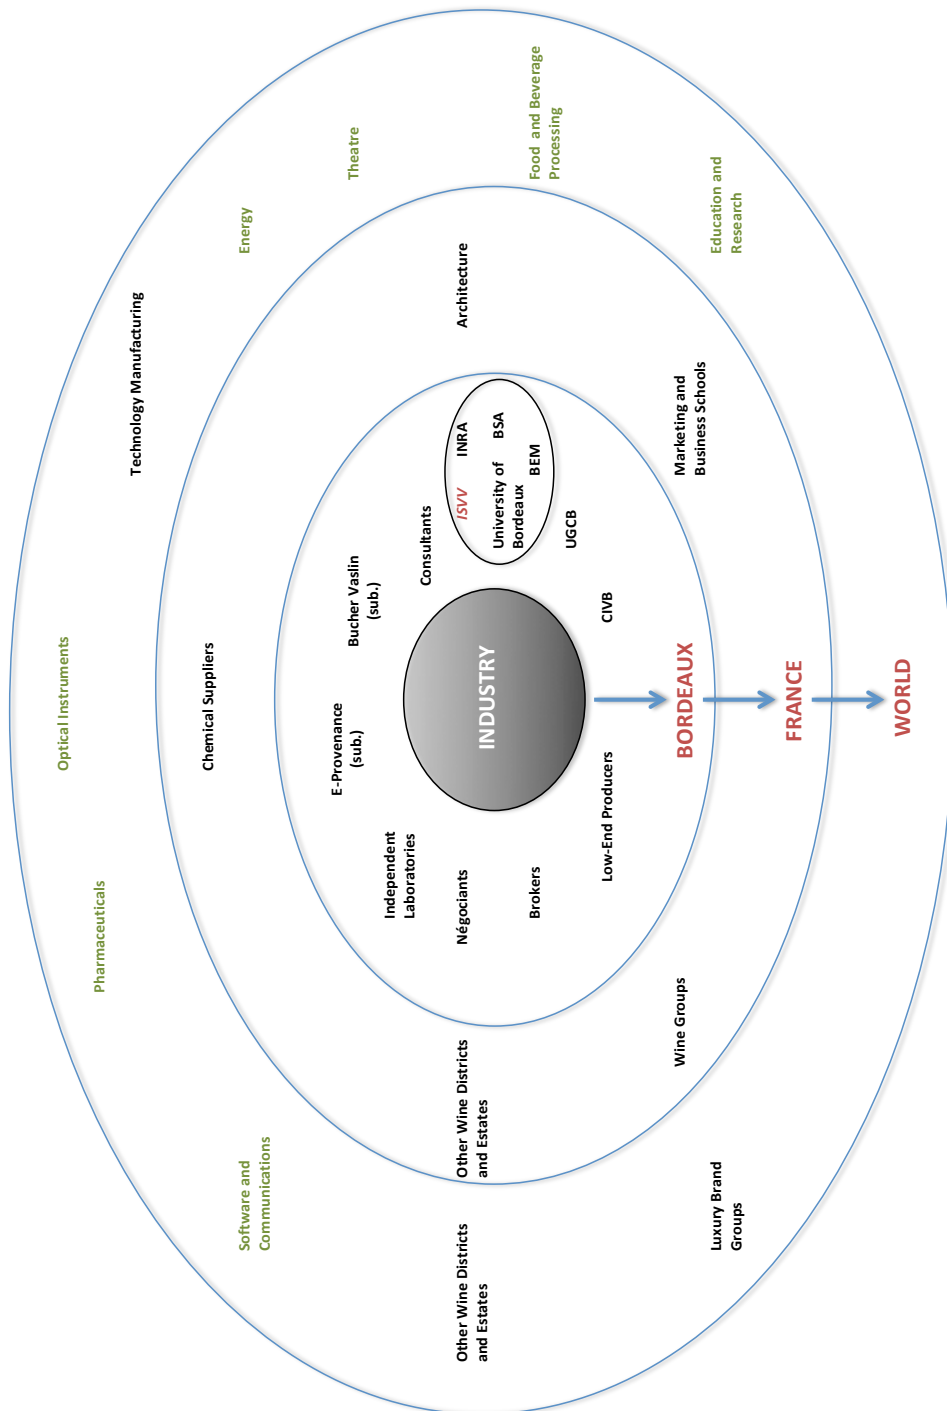 Optical Instruments
Pharmaceuticals
Technology Manufacturing
Chemical Suppliers
Software and
Communications
Energy
E-Provenance
(sub.)
Bucher Vaslin
(sub.)
Theatre
Independent
Laboratories
Consultants
Other Wine Districts
and Estates
Other Wine Districts
and Estates
Négociants
ISVV
INRA
Architecture
INDUSTRY
University of
Bordeaux
BSA
BEM
Food and Beverage
Processing
Brokers
UGCB
Low-End Producers
CIVB
Wine Groups
BORDEAUX
Marketing and
Business Schools
Luxury Brand
Groups
Education and
Research
FRANCE
WORLD